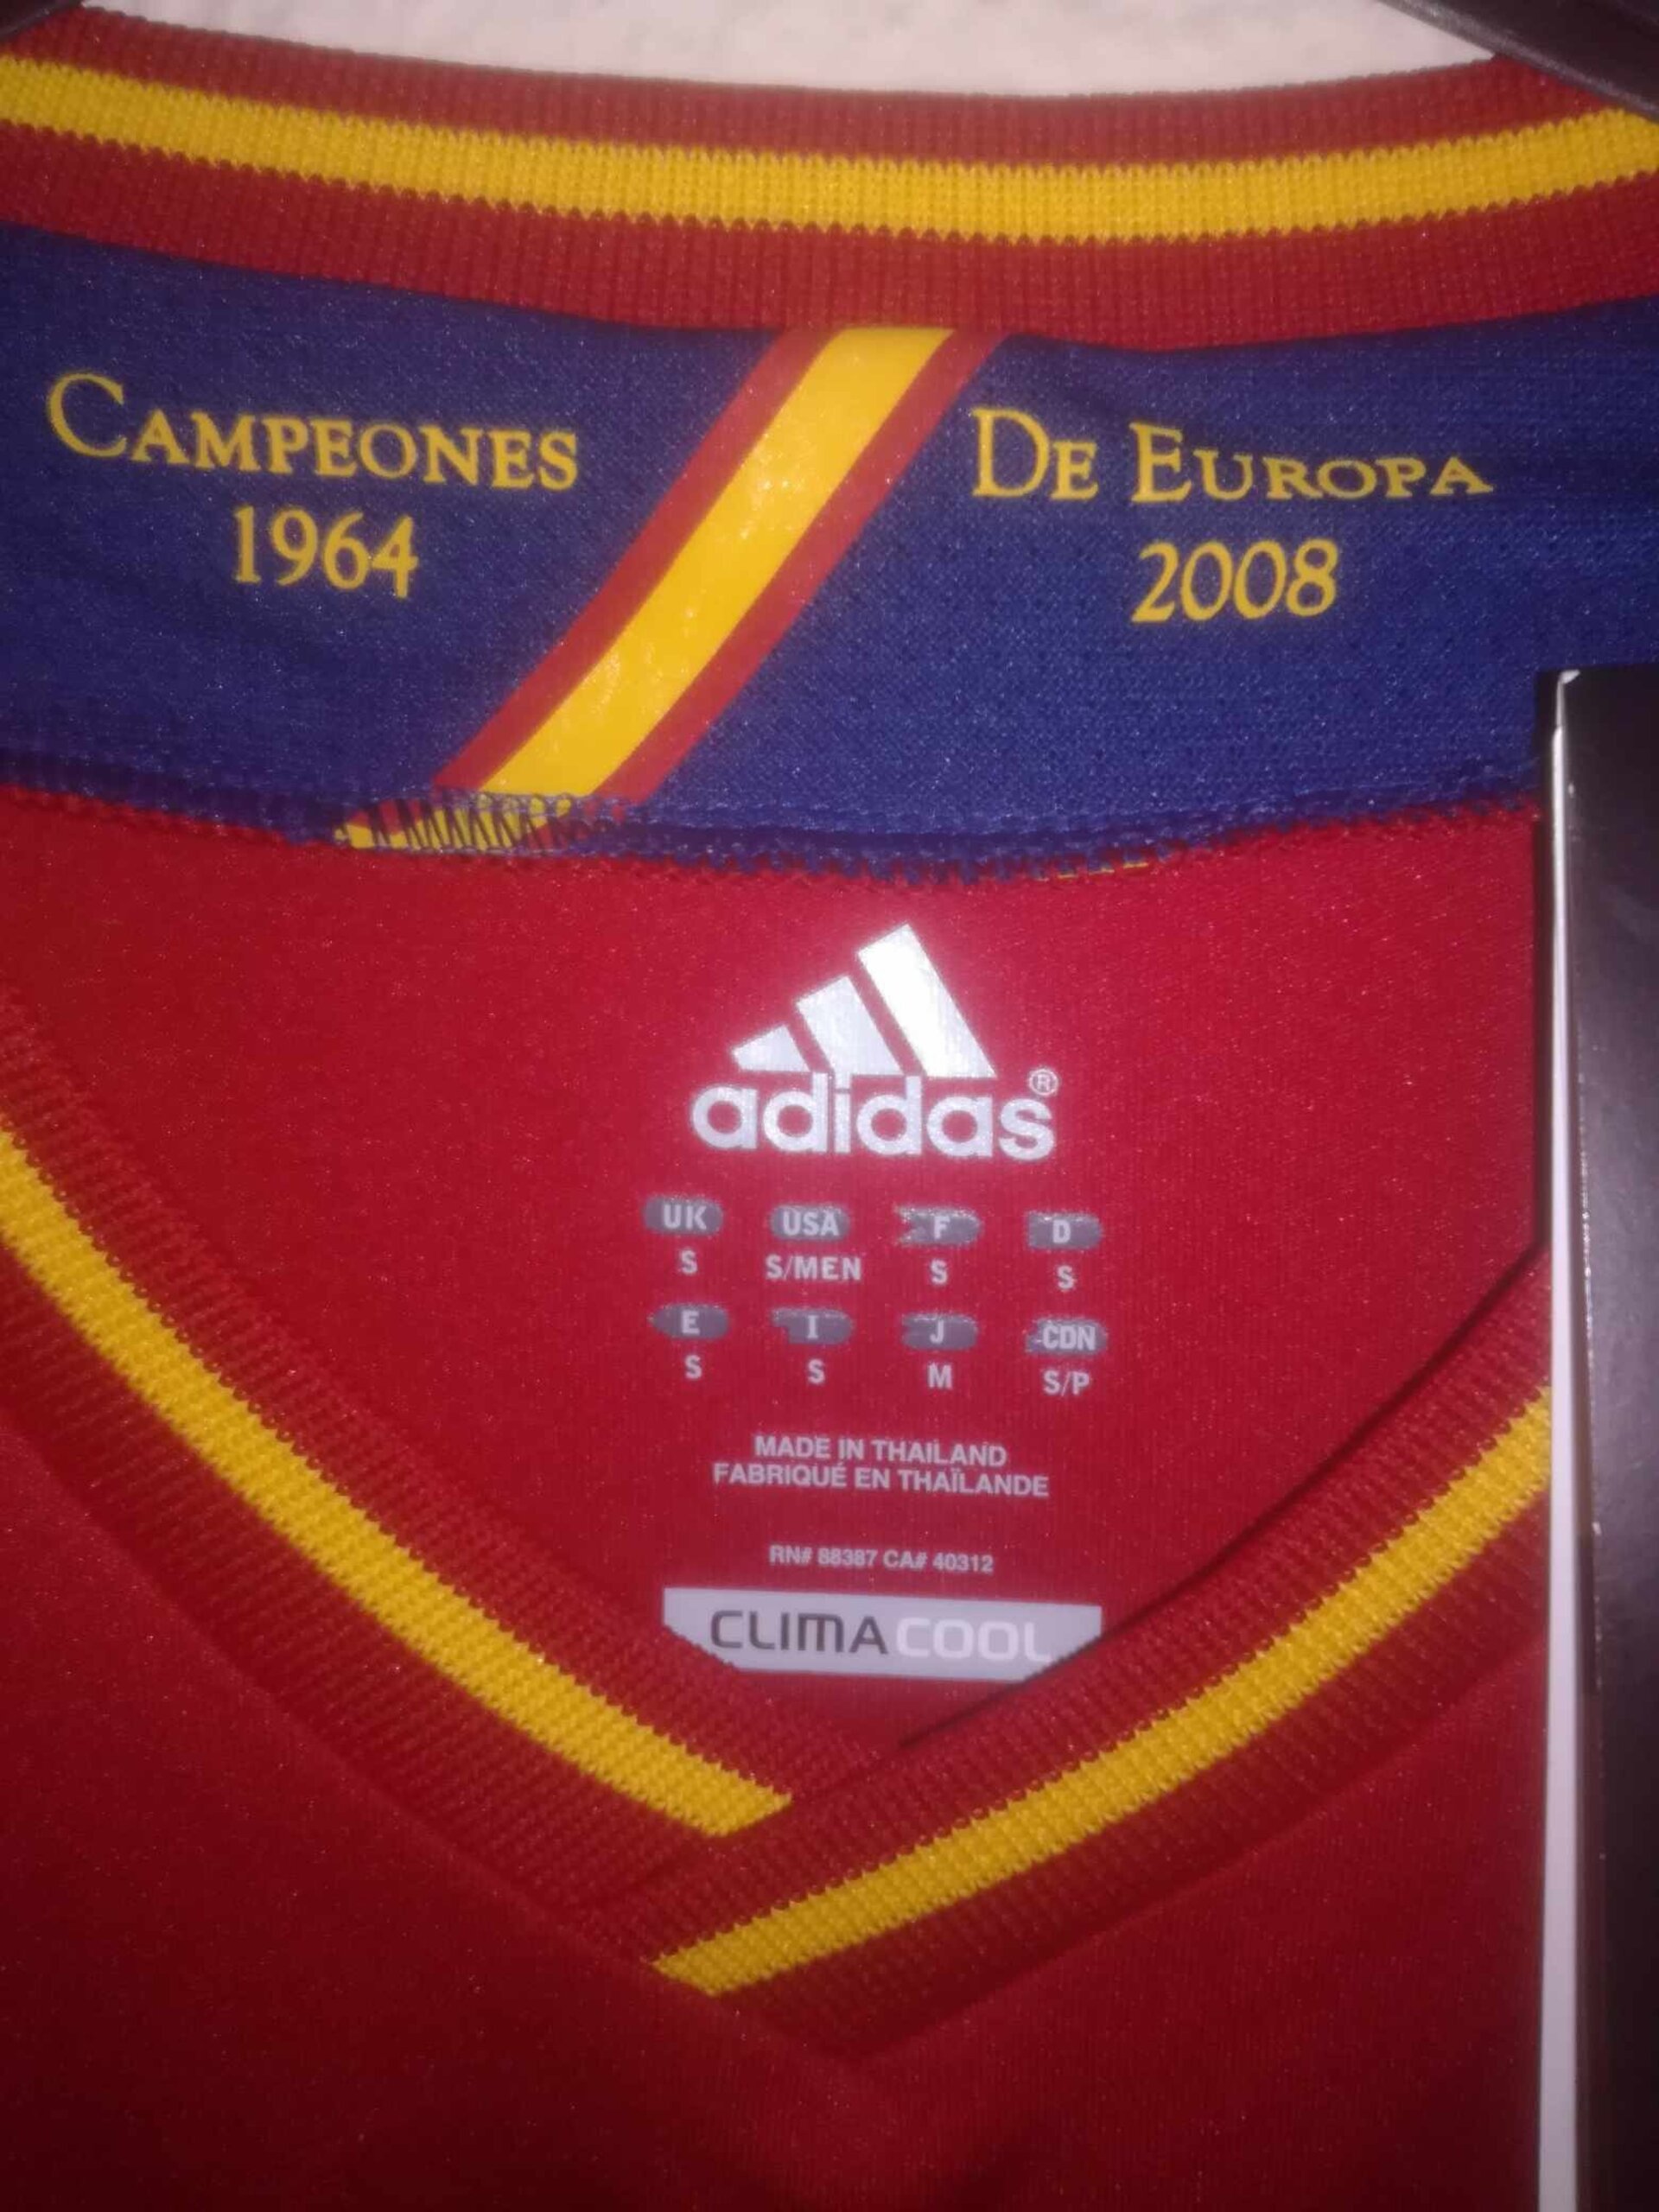 CAMPEONES DE EUROPA
1964 2008
adidas®
UK USA F D
S S/MEN S S
E I J CDN
S S M S/P
MADE IN THAILAND
FABRIQUÉ EN THAÏLANDE
RN# 88387 CA# 40312
CLIMACOOL